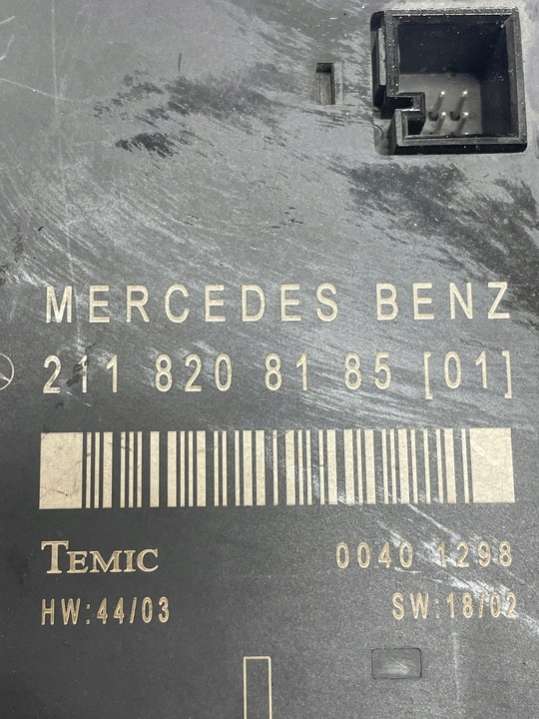 MERCEDES BENZ
211 820 81 85 [01]
TEMIC 0040 1298
HW:44/03 SW:18/02